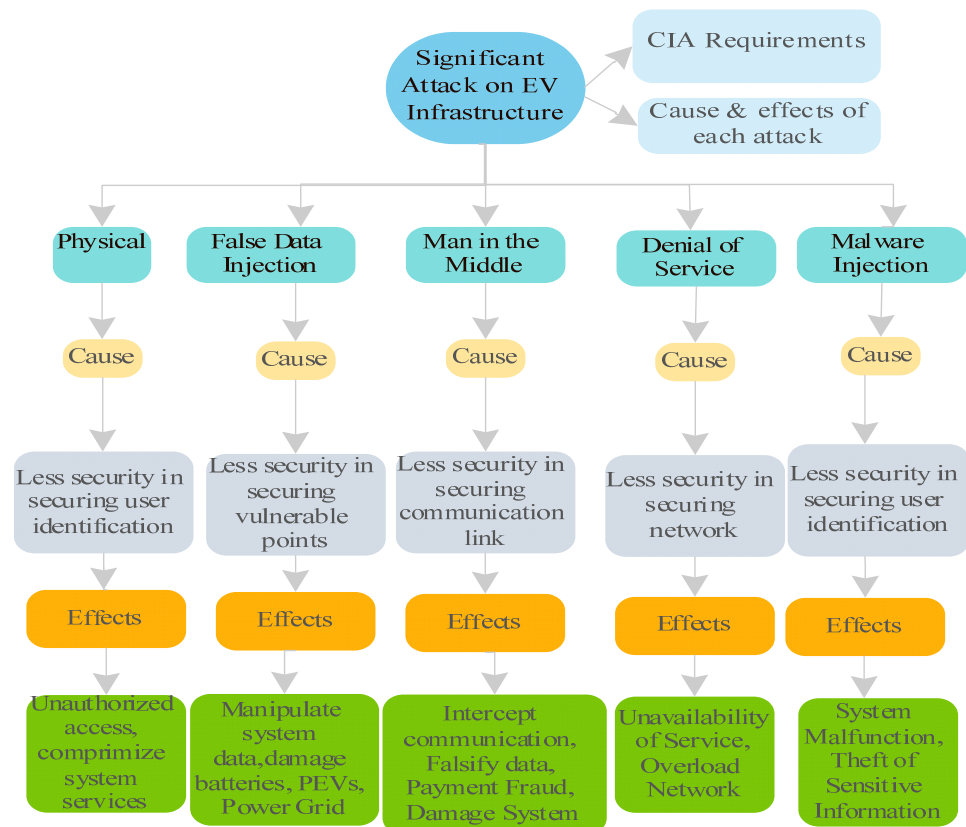 Significant
Attack on EV
Infrastructure
CIA Requirements
Cause & effects of
each attack
Physical
False Data
Injection
Man in the
Middle
Denial of
Service
Malware
Injection
Cause
Cause
Cause
Cause
Cause
Less security in
securing user
identification
Less security in
securing
vulnerable
points
Less security in
securing
communication
link
Less security in
securing
network
Less security in
securing user
identification
Effects
Effects
Effects
Effects
Effects
Unauthorized
access,
comprimize
system
services
Manipulate
system
data,damage
batteries, PEVs,
Power Grid
Intercept
communication,
Falsify data,
Payment Fraud,
Damage System
Unavailability
of Service,
Overload
Network
System
Malfunction,
Theft of
Sensitive
Information